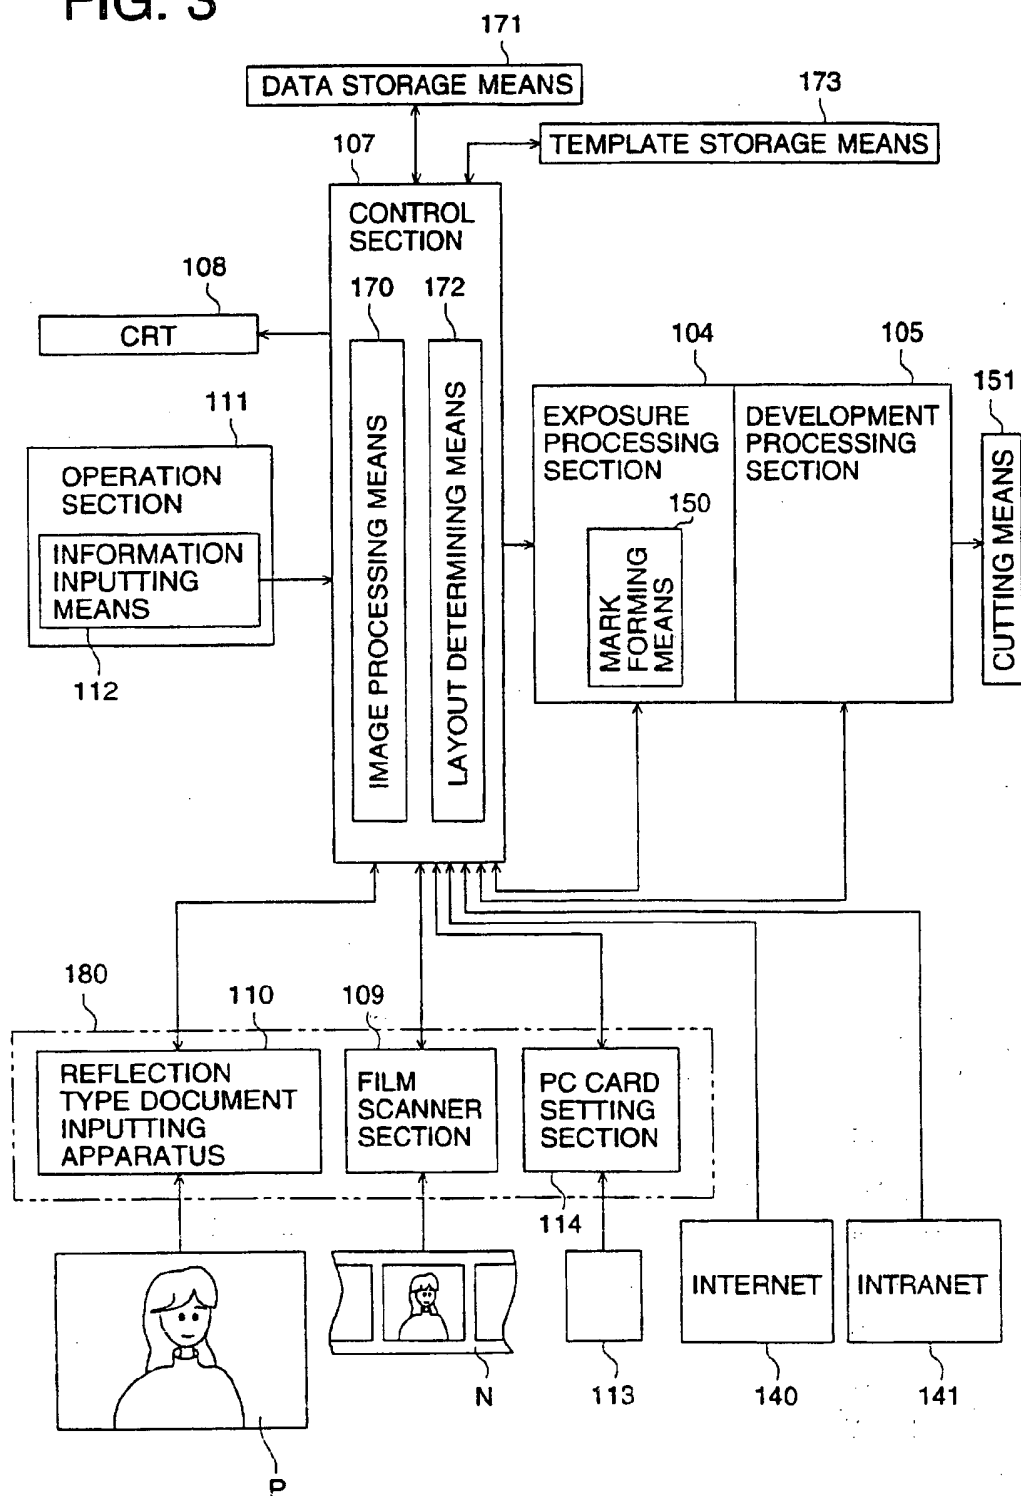 FIG. 3
171
DATA STORAGE MEANS
173
TEMPLATE STORAGE MEANS
107
CONTROL
SECTION
108
CRT
170
172
IMAGE PROCESSING MEANS
LAYOUT DETERMINING MEANS
111
OPERATION
SECTION
INFORMATION
INPUTTING
MEANS
112
104
105
EXPOSURE
PROCESSING
SECTION
DEVELOPMENT
PROCESSING
SECTION
150
MARK
FORMING
MEANS
151
CUTTING MEANS
180
110
109
REFLECTION
TYPE DOCUMENT
INPUTTING
APPARATUS
FILM
SCANNER
SECTION
PC CARD
SETTING
SECTION
114
INTERNET
INTRANET
N
113
140
141
P